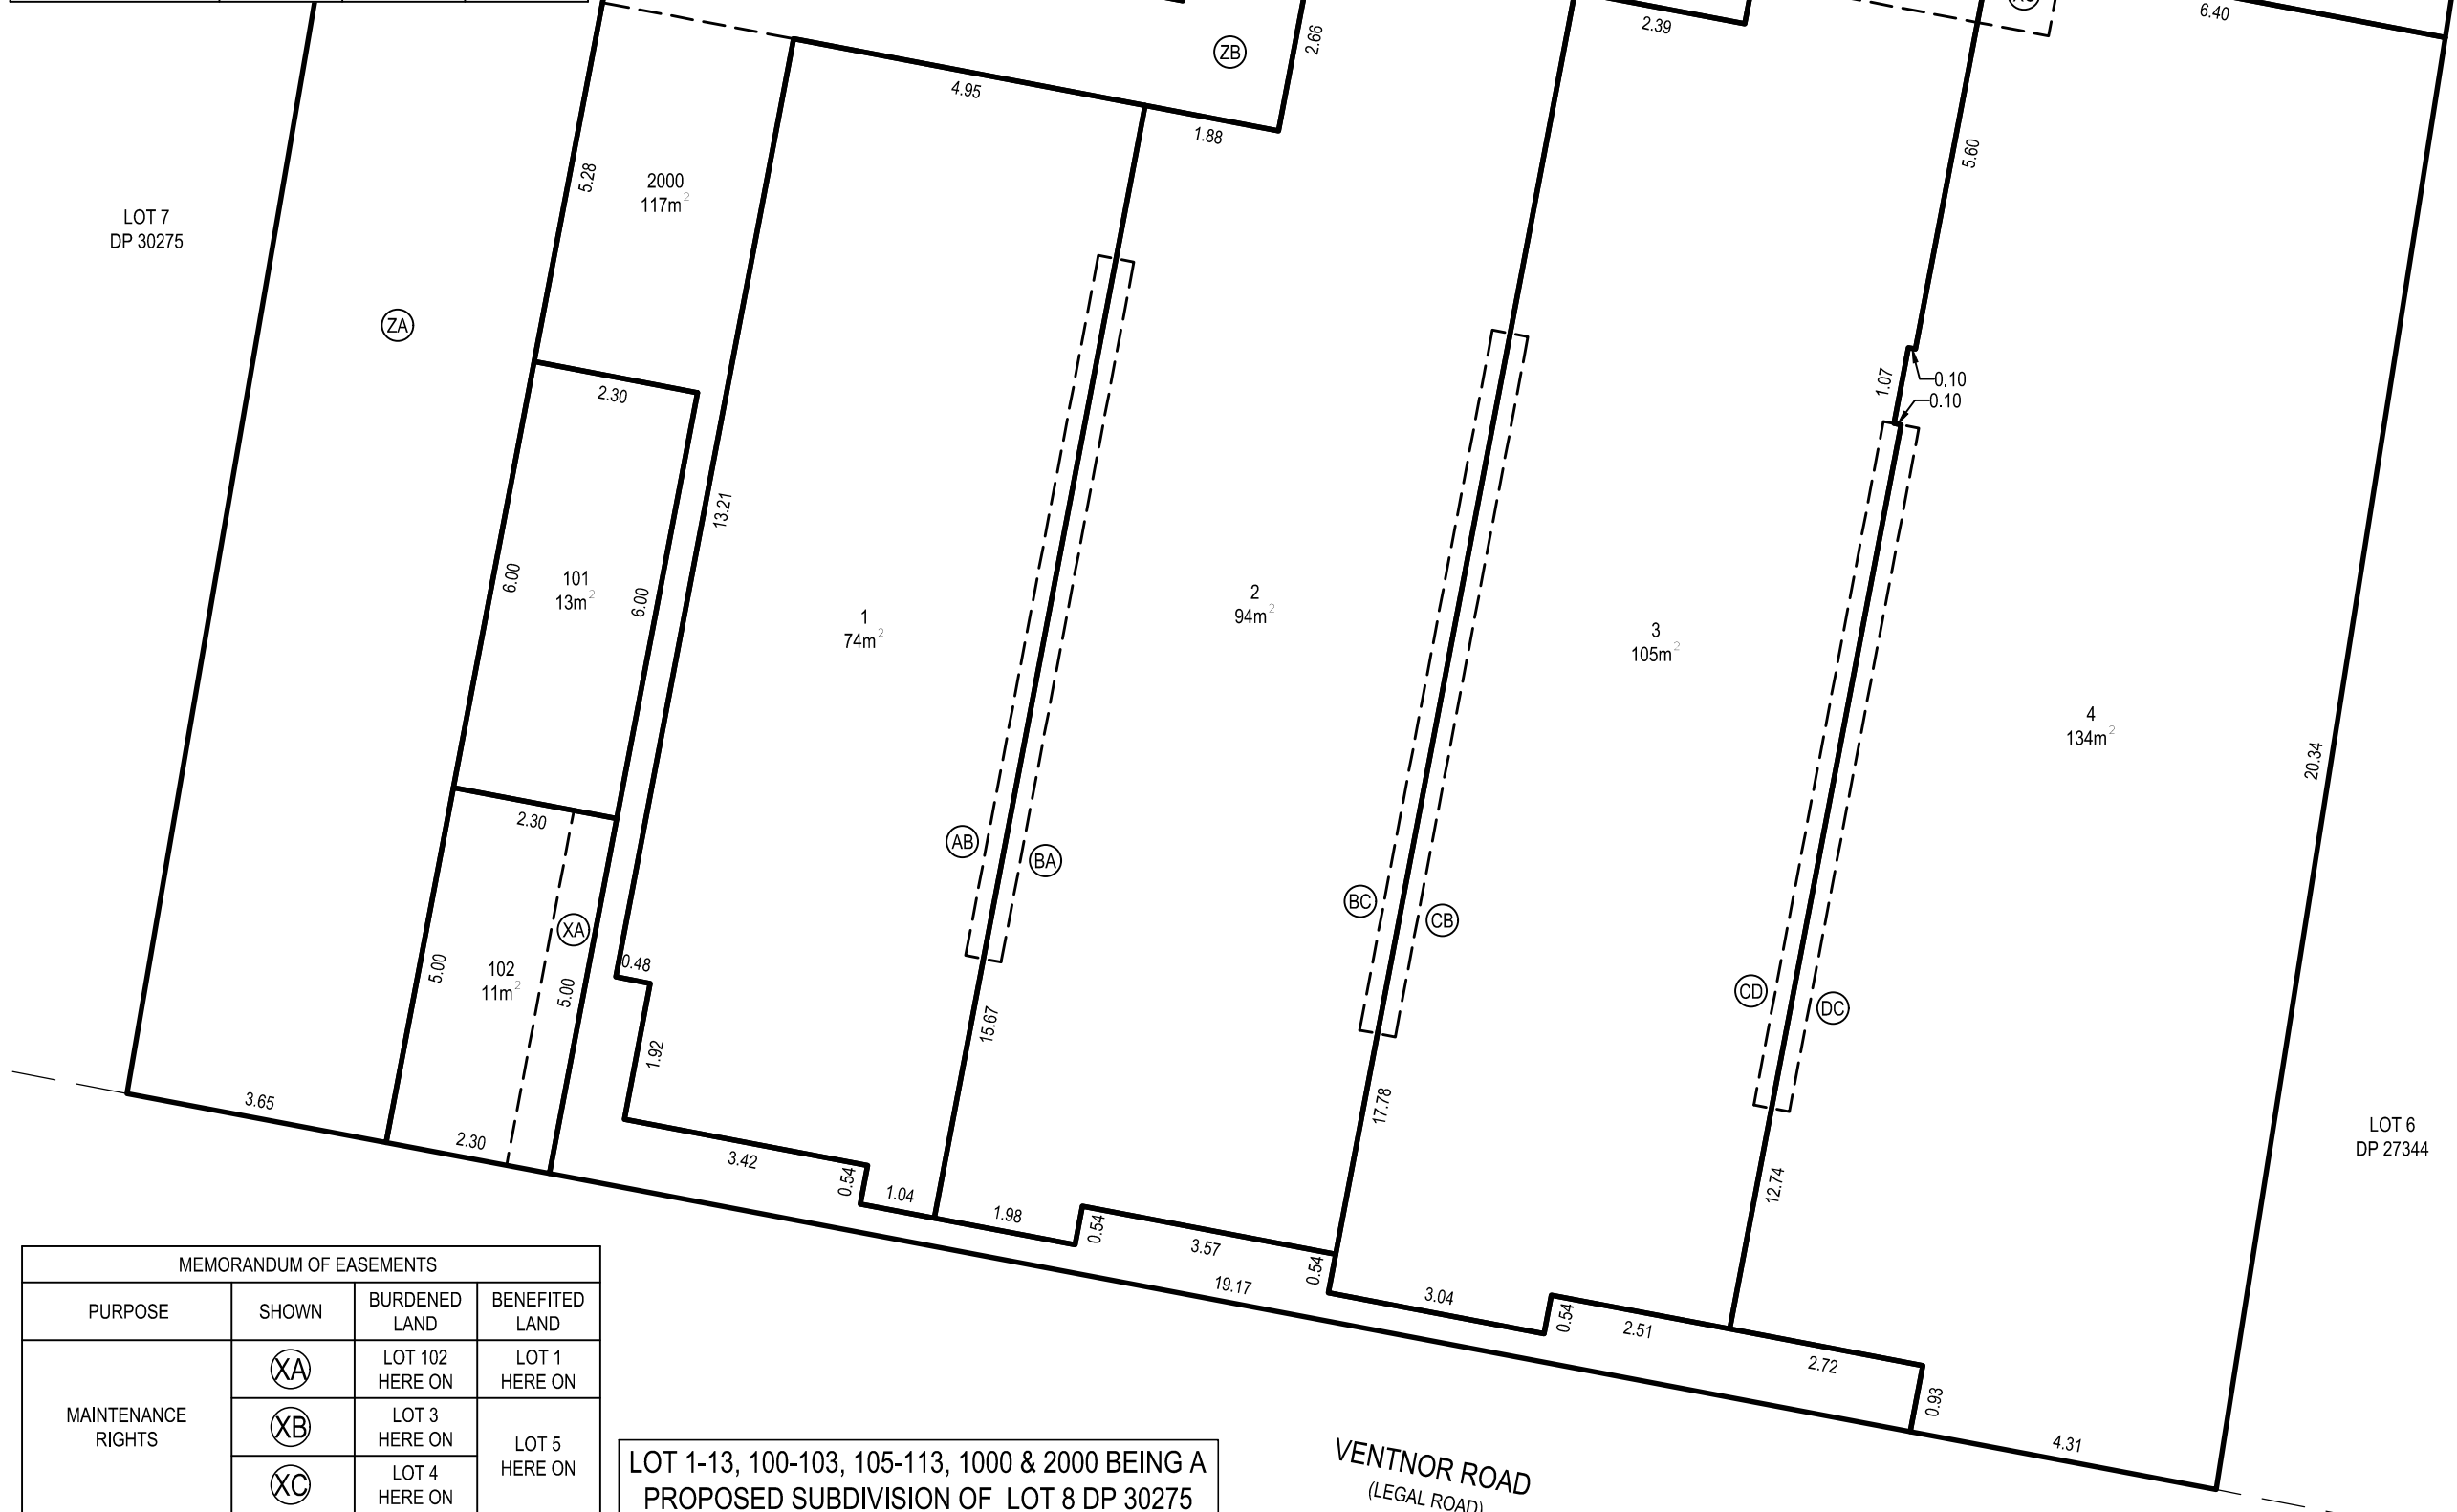 2.39
6.40
ZB
2.66
4.95
1.88
5.28
2000
117m²
5.60
LOT 7
DP 30275
ZA
2.30
1.07
0.10
0.10
13.21
6.00
101
13m²
6.00
1
74m²
2
94m²
3
105m²
4
134m²
20.34
2.30
AB
BA
BC
CB
XA
0.48
5.00
102
11m²
5.00
CD
DC
15.67
1.92
17.78
3.65
2.30
3.42
0.54
1.04
1.98
0.54
3.57
0.54
19.17
3.04
0.54
2.51
12.74
2.72
0.93
4.31
LOT 6
DP 27344
MEMORANDUM OF EASEMENTS
PURPOSE
SHOWN
BURDENED
LAND
BENEFITED
LAND
MAINTENANCE
RIGHTS
XA
LOT 102
HERE ON
LOT 1
HERE ON
XB
LOT 3
HERE ON
LOT 5
HERE ON
XC
LOT 4
HERE ON
LOT 1-13, 100-103, 105-113, 1000 & 2000 BEING A
PROPOSED SUBDIVISION OF LOT 8 DP 30275
VENTNOR ROAD
(LEGAL ROAD)